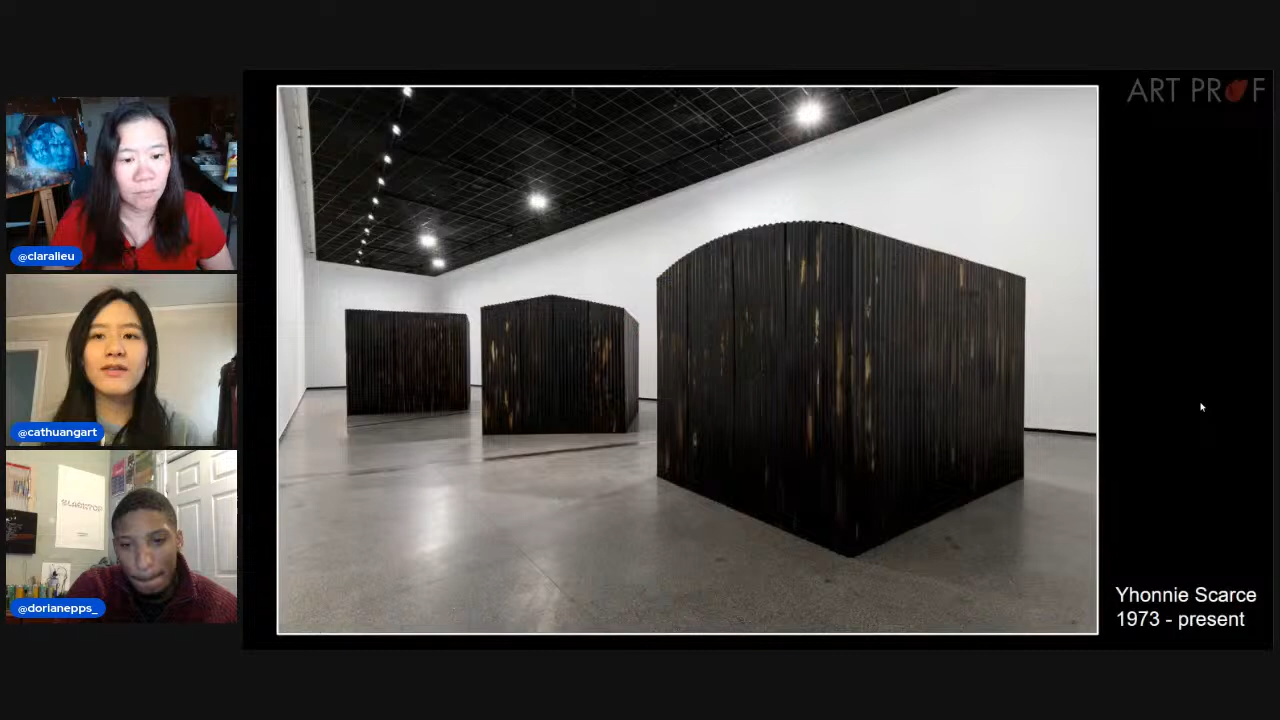 ART PROF
@claralieu
@cathuangart
@dorianepps_
Yhonnie Scarce
1973 - present